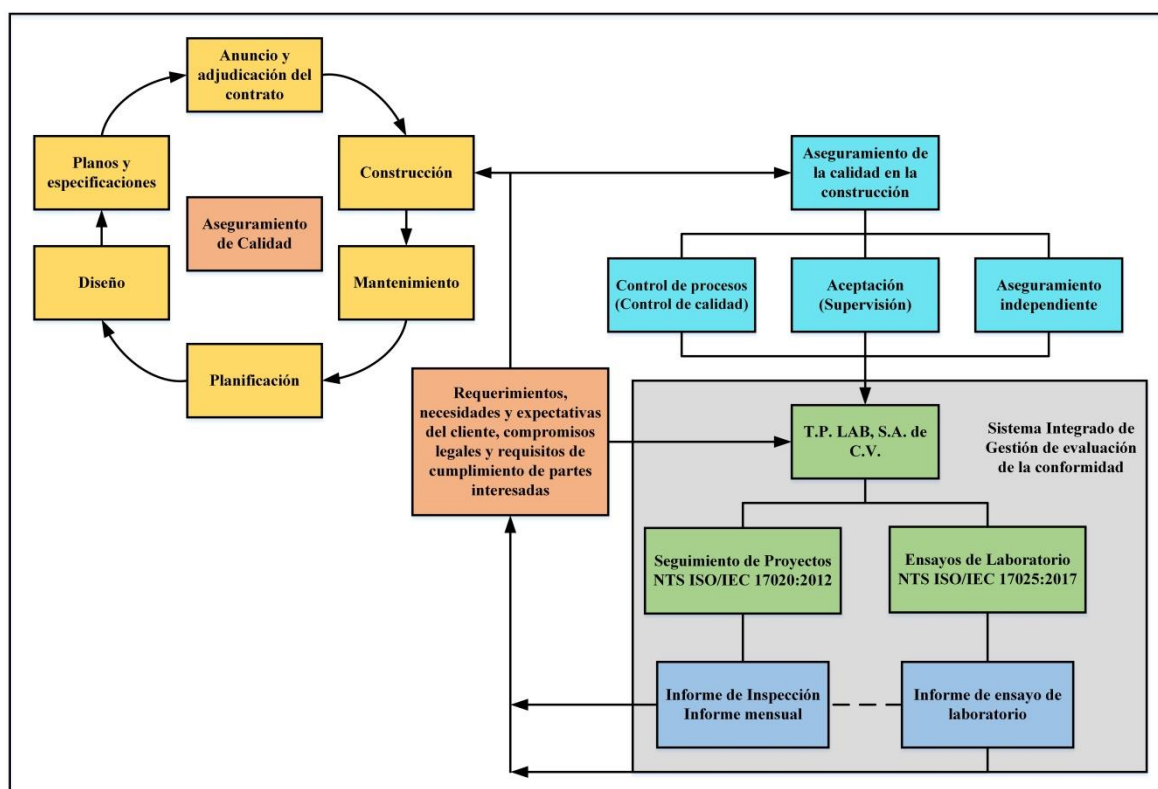 Anuncio y
adjudicación del
contrato
Planos y
especificaciones
Construcción
Aseguramiento de
la calidad en la
construcción
Aseguramiento
de Calidad
Diseño
Mantenimiento
Control de procesos
(Control de calidad)
Aceptación
(Supervisión)
Aseguramiento
independiente
Planificación
Requerimientos,
necesidades y expectativas
del cliente, compromisos
legales y requisitos de
cumplimiento de partes
interesadas
T.P. LAB, S.A. de
C.V.
Sistema Integrado de
Gestión de evaluación
de la conformidad
Seguimiento de Proyectos
NTS ISO/IEC 17020:2012
Ensayos de Laboratorio
NTS ISO/IEC 17025:2017
Informe de Inspección
Informe mensual
Informe de ensayo de
laboratorio